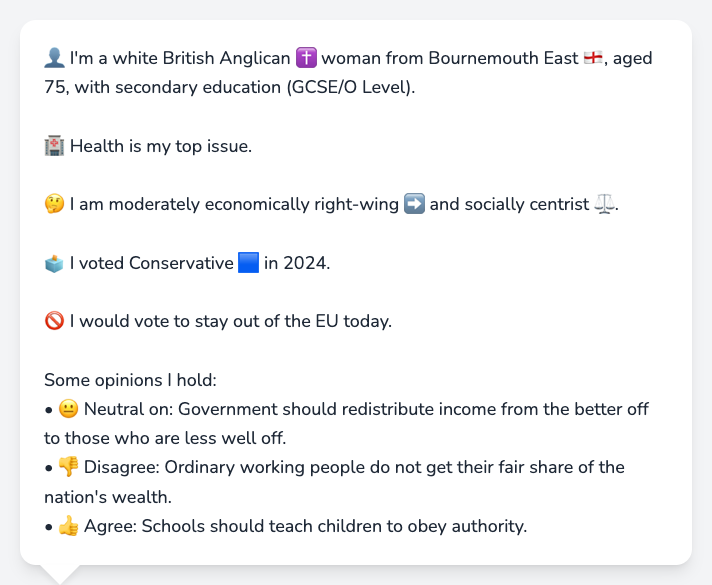 👤 I'm a white British Anglican ✝️ woman from Bournemouth East 🏴󠁧󠁢󠁥󠁮󠁧󠁿, aged
75, with secondary education (GCSE/O Level).
🏥 Health is my top issue.
🤔 I am moderately economically right-wing ➡️ and socially centrist ⚖️.
🗳️ I voted Conservative 🟦 in 2024.
🚫 I would vote to stay out of the EU today.
Some opinions I hold:
• 😐 Neutral on: Government should redistribute income from the better off
to those who are less well off.
• 👎 Disagree: Ordinary working people do not get their fair share of the
nation's wealth.
• 👍 Agree: Schools should teach children to obey authority.